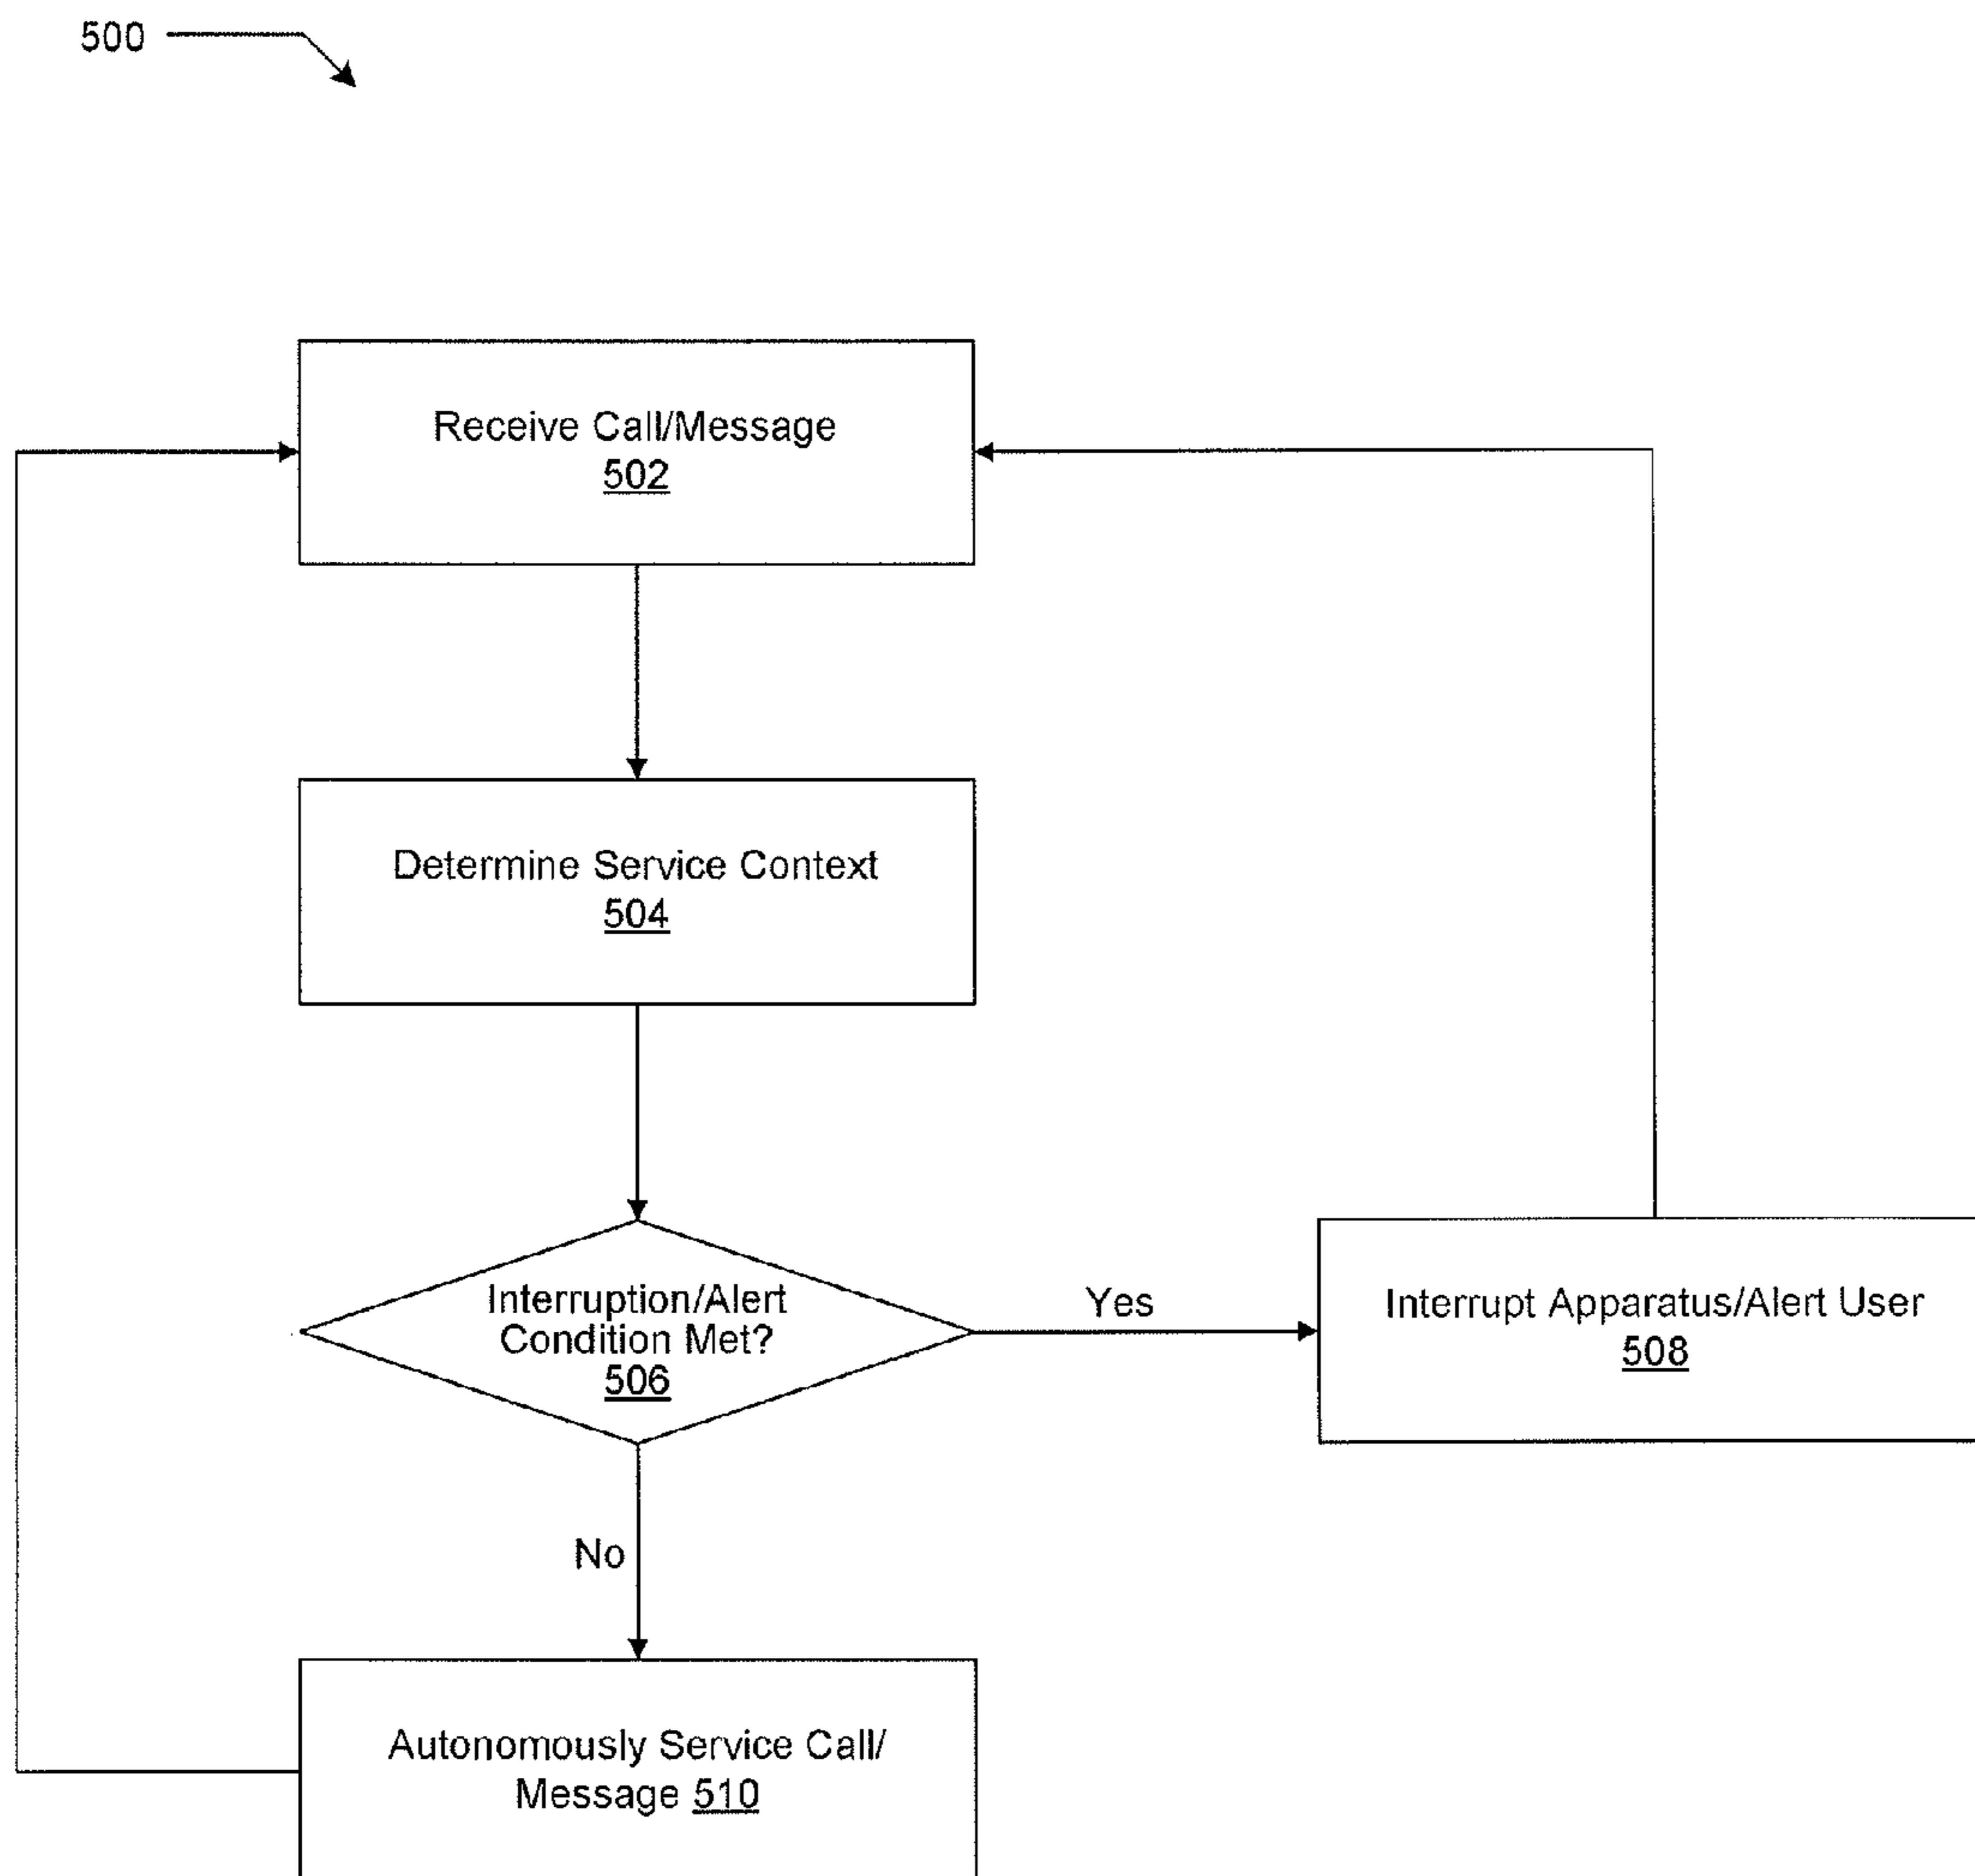 500
Receive Call/Message
502
Determine Service Context
504
Interruption/Alert
Condition Met?
506
Yes
Interrupt Apparatus/Alert User
508
No
Autonomously Service Call/
Message 510